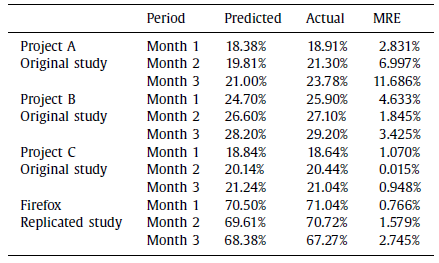 Period Predicted Actual MRE
Project A Month 1 18.38% 18.91% 2.831%
Original study Month 2 19.81% 21.30% 6.997%
Month 3 21.00% 23.78% 11.686%
Project B Month 1 24.70% 25.90% 4.633%
Original study Month 2 26.60% 27.10% 1.845%
Month 3 28.20% 29.20% 3.425%
Project C Month 1 18.84% 18.64% 1.070%
Original study Month 2 20.14% 20.44% 0.015%
Month 3 21.24% 21.04% 0.948%
Firefox Month 1 70.50% 71.04% 0.766%
Replicated study Month 2 69.61% 70.72% 1.579%
Month 3 68.38% 67.27% 2.745%